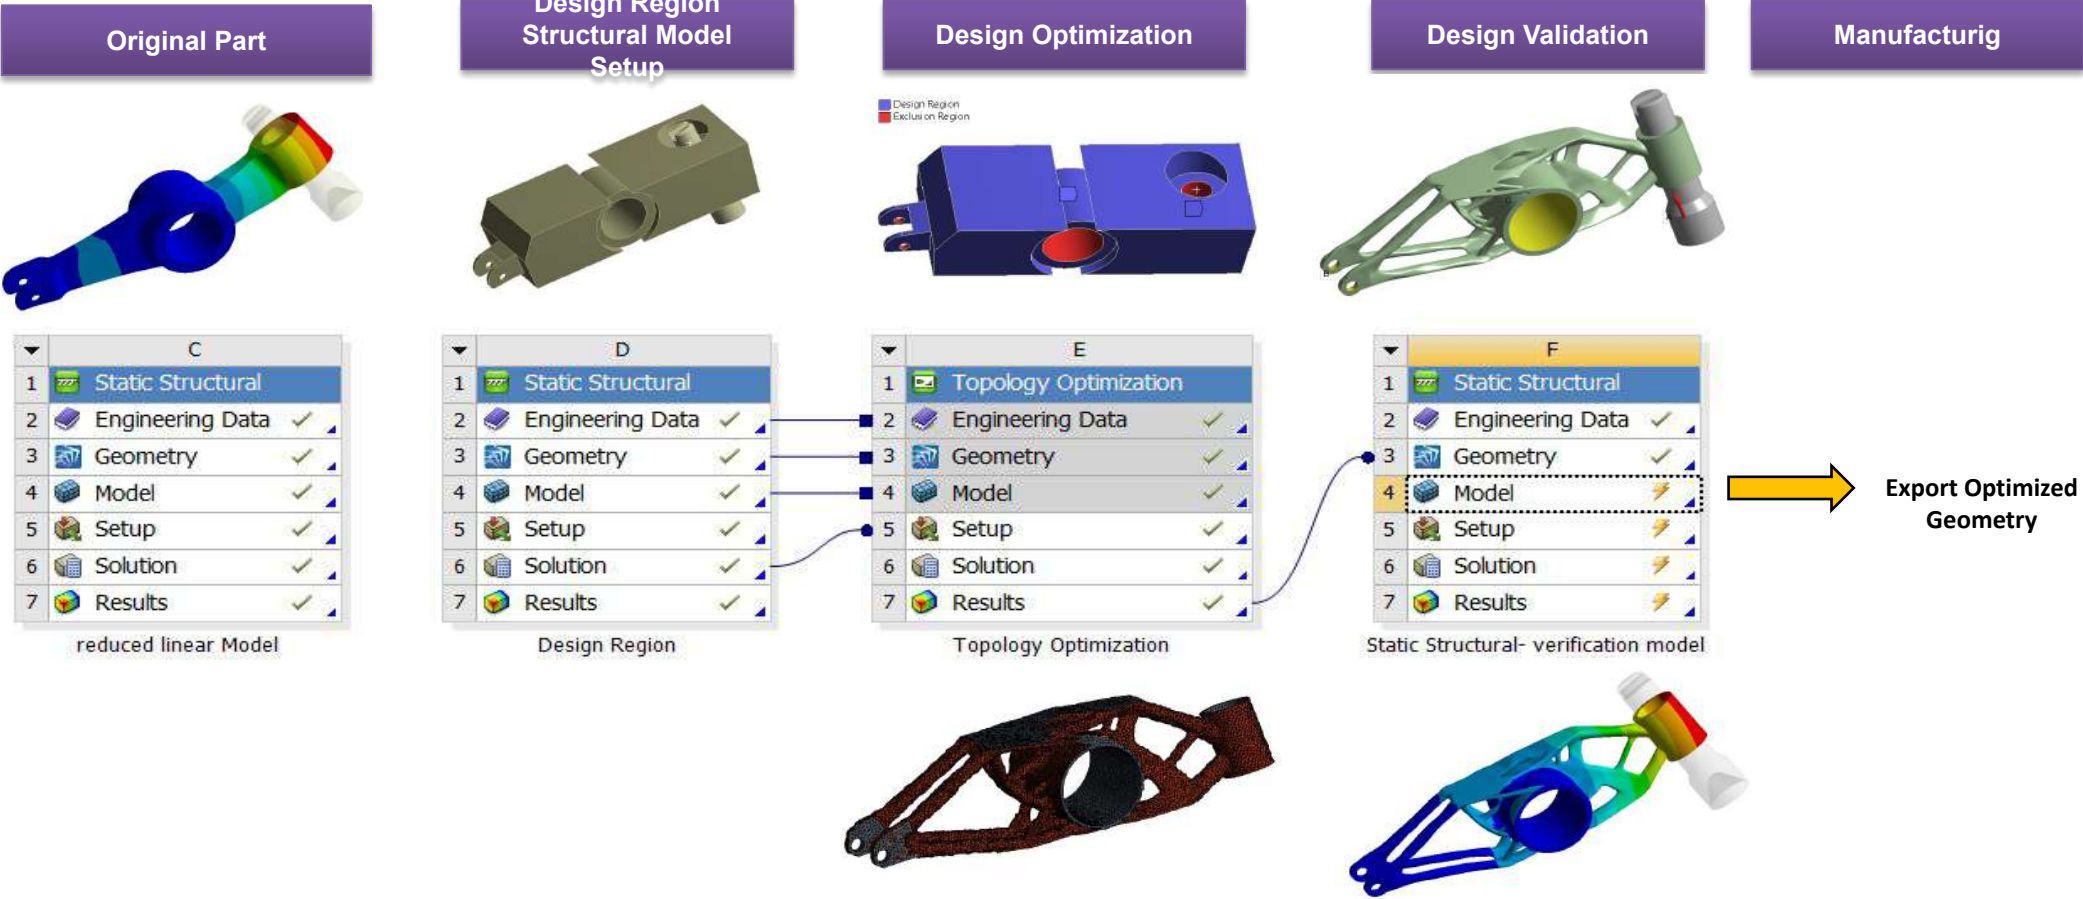 Original Part
Design Region
Structural Model
Setup
Design Optimization
Design Validation
Manufacturig
Design Region
Exclusion Region
C
1 Static Structural
2 Engineering Data
3 Geometry
4 Model
5 Setup
6 Solution
7 Results
reduced linear Model
D
1 Static Structural
2 Engineering Data
3 Geometry
4 Model
5 Setup
6 Solution
7 Results
Design Region
E
1 Topology Optimization
2 Engineering Data
3 Geometry
4 Model
5 Setup
6 Solution
7 Results
Topology Optimization
F
1 Static Structural
2 Engineering Data
3 Geometry
4 Model
5 Setup
6 Solution
7 Results
Static Structural- verification model
Export Optimized
Geometry